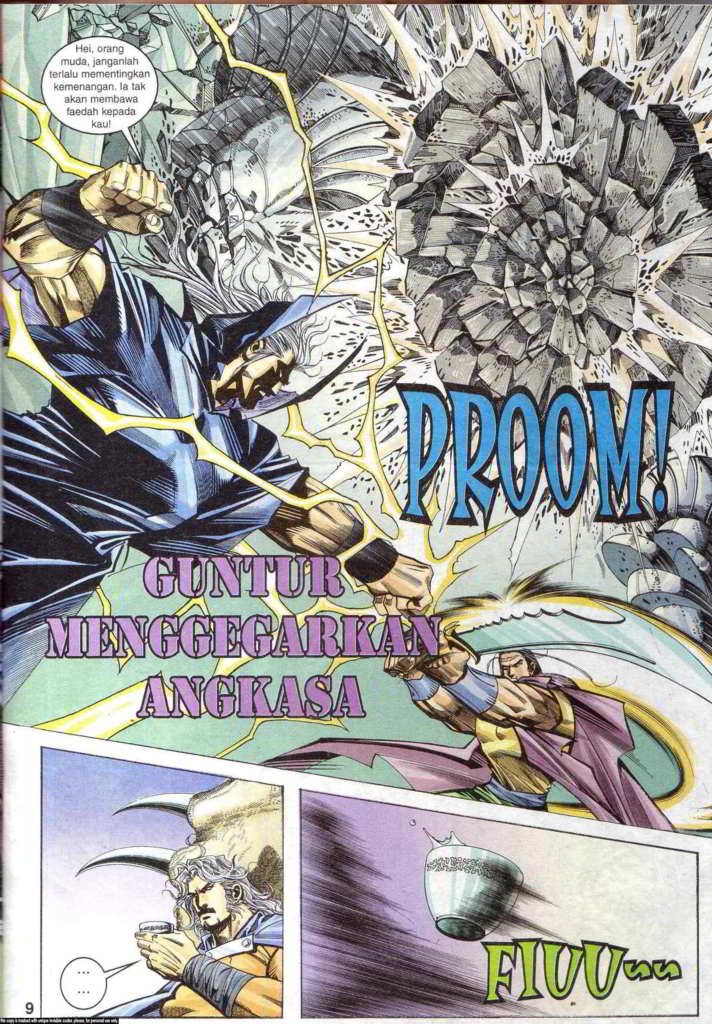 Hei, orang
muda, janganlah
terlalu mementingkan
kemenangan. Ia tak
akan membawa
faedah kepada
kau!
PROOM!
GUNTUR
MENGGEGARKAN
ANGKASA
...
...
FIUUuu
9